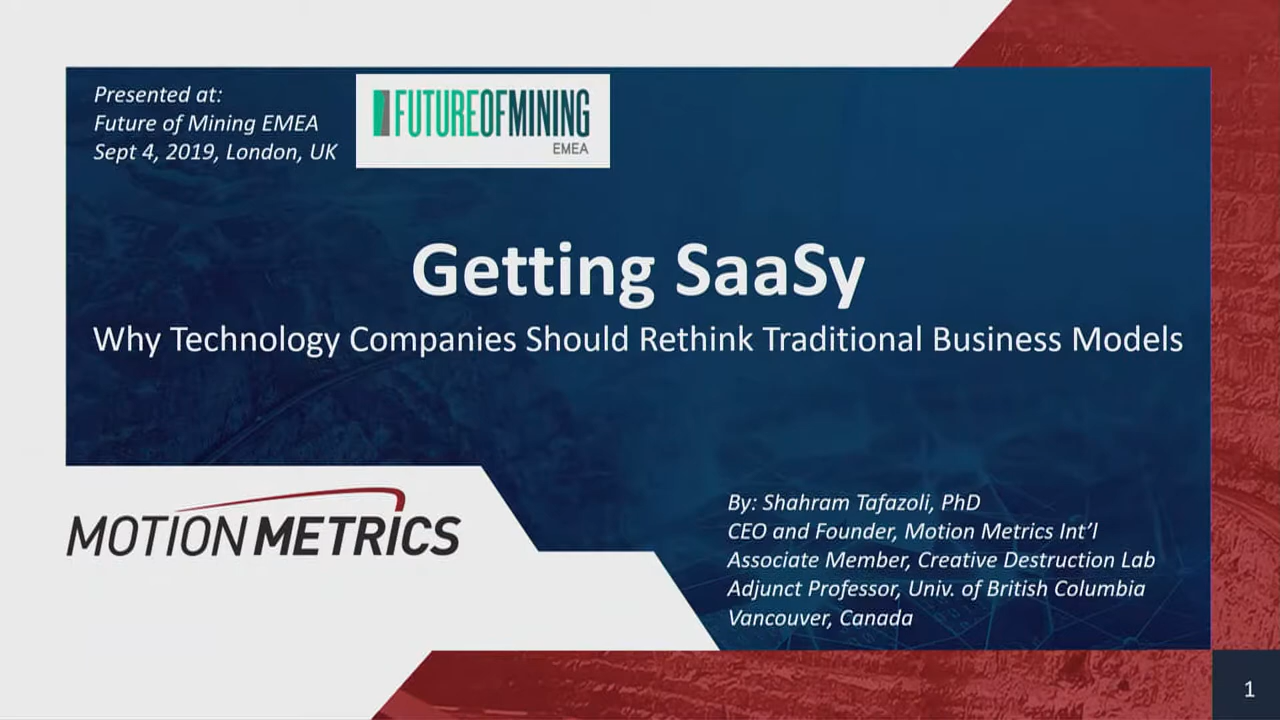 Presented at:
Future of Mining EMEA
Sept 4, 2019, London, UK
FUTUREOFMINING
EMEA
Getting SaaSy
Why Technology Companies Should Rethink Traditional Business Models
MOTION METRICS
By: Shahram Tafazoli, PhD
CEO and Founder, Motion Metrics Int’l
Associate Member, Creative Destruction Lab
Adjunct Professor, Univ. of British Columbia
Vancouver, Canada
1